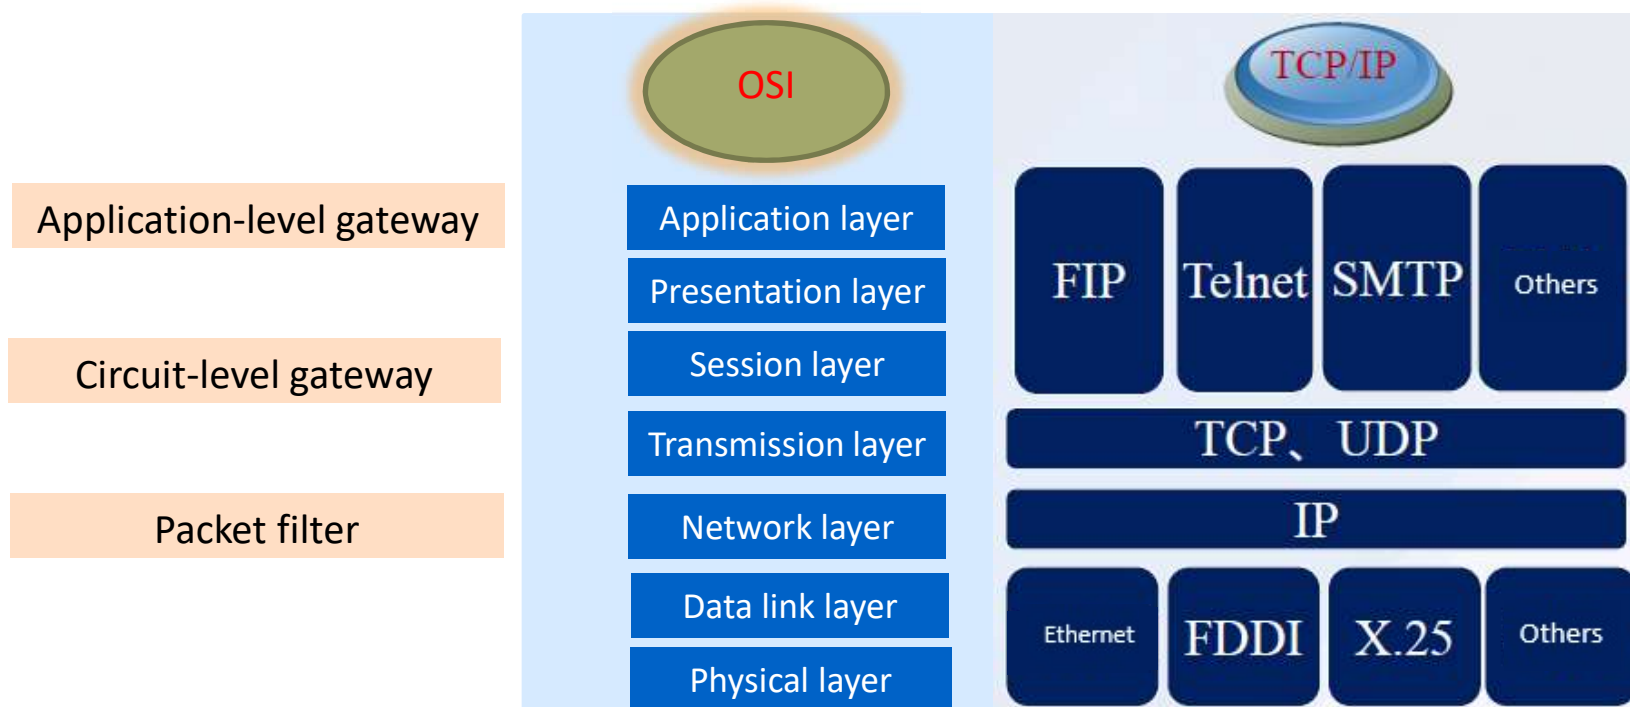 OSI
TCP/IP
Application-level gateway
Application layer
Presentation layer
Circuit-level gateway
Session layer
Transmission layer
Packet filter
Network layer
Data link layer
Physical layer
FIP
Telnet
SMTP
Others
TCP、UDP
IP
Ethernet
FDDI
X.25
Others